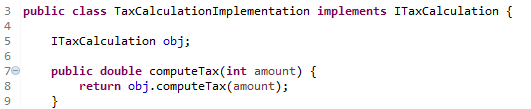 3 public class TaxCalculationImplementation implements ITaxCalculation {
4
5 ITaxCalculation obj;
6
7 public double computeTax(int amount) {
8 return obj.computeTax(amount);
9 }